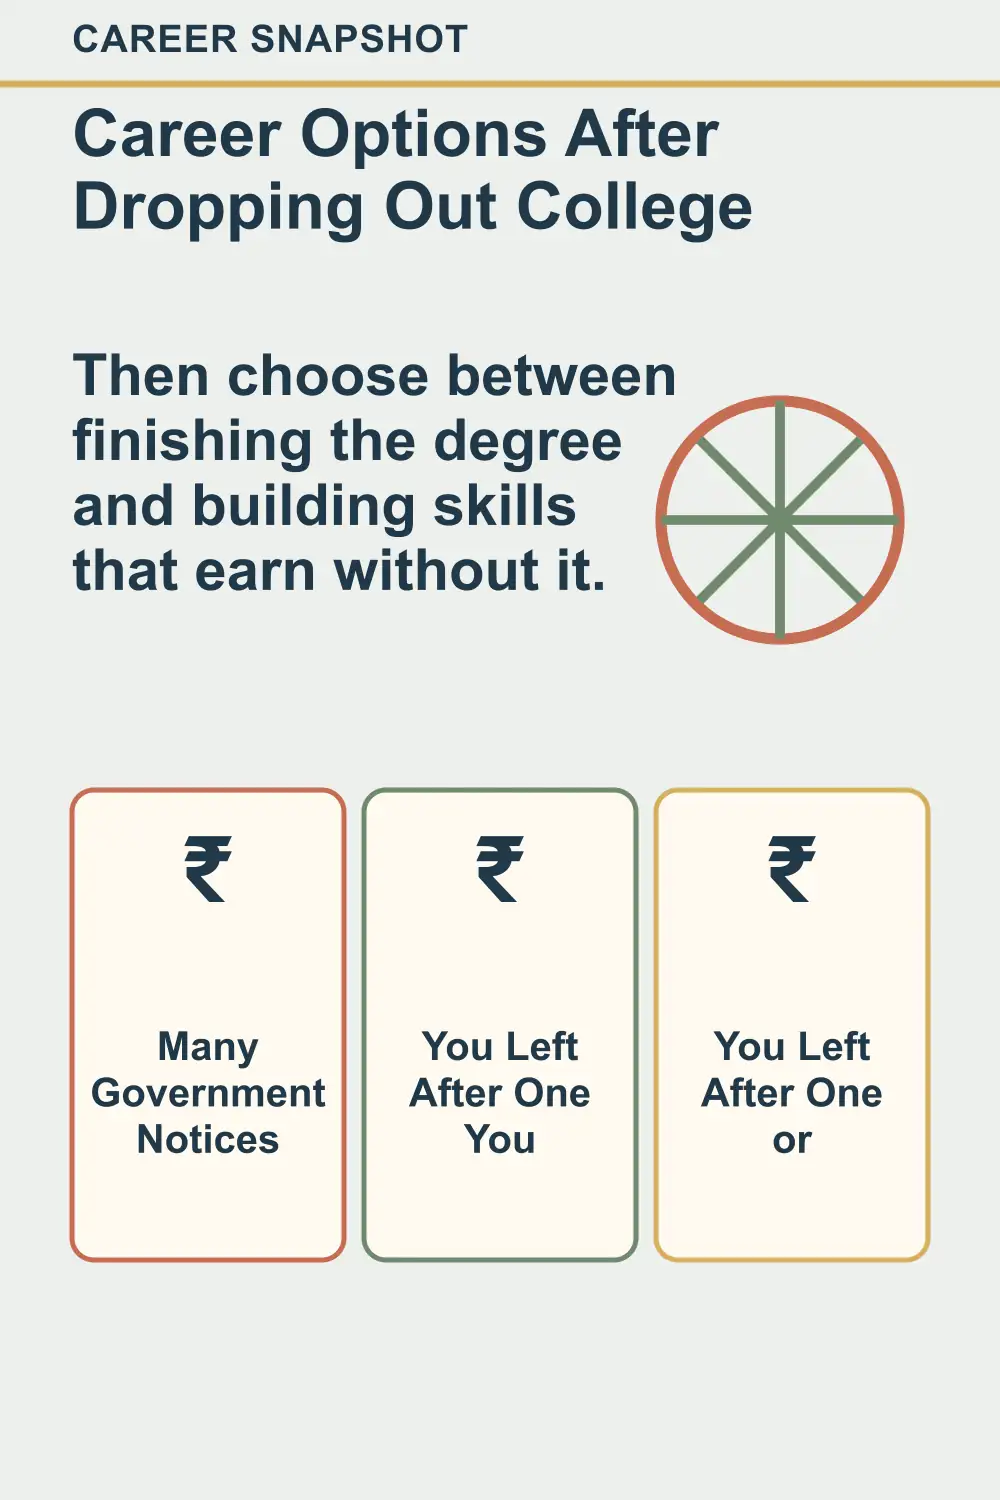 CAREER SNAPSHOT
Career Options After
Dropping Out College
Then choose between
finishing the degree
and building skills
that earn without it.
₹
Many
Government
Notices
₹
You Left
After One
You
₹
You Left
After One
or